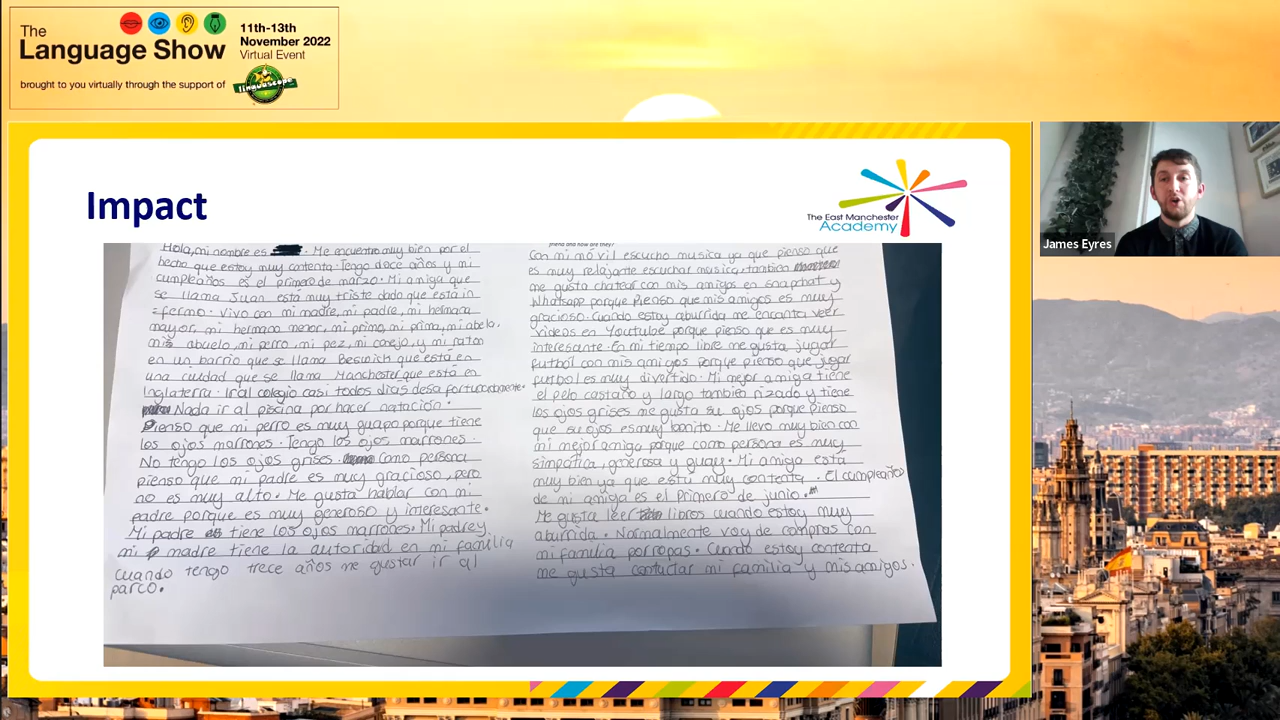 The
Language Show
11th-13th
November 2022
Virtual Event
brought to you virtually through the support of
linguascope
Impact
The East Manchester
Academy
James Eyres
Hola, mi nombre es . Me encuentro muy bien por el
hecho que estoy muy contenta. Tengo doce años y mi
cumpleaños es el primero de marzo. Mi amiga que
se llama Juan está muy triste dado que está in
=fermo. Vivo con mi madre, mi padre, mi helmana
mayor, mi hermano menor, mi primo, mi prima, mi abelo,
mis abuelo, mi perro, mi pez, mi conejo, y mi raton
en un barrio que se llama Beswich que está en
una ciudad que se llama Manchester que está en
Inglaterra. Ir al colegio casi todos dias desafortunadamente.
Nada ir al piscina por hacer natación.
Pienso que mi perro es muy guapo porque tiene
los ojos marrones. Tengo los ojos marrones.
No tengo los ojos grises. Como persona
pienso que mi padre es muy gracioso, pero
no es muy alto. Me gusta hablar con mi
padre porque es muy generoso y interesante.
Mi padre tiene los ojos marrones. Mi padre y
mi madre tiene la autoridad en mi familia
cuando tengo trece años me gustar ir al
parco.
friend and how are they?
Con mi móvil escucho musica ya que pienso que
es muy relajante escuchar musica, tambien
me gusta chatear con mis amigos en snapchat y
Whatsapp porque pienso que mis amigos es muy
gracioso. Cuando estoy aburrida me encanta veer
videos en Youtube porque pienso que es muy
interesante. En mi tiempo libre me gusta jugar
futbol con mis amigos porque pienso que jugar
futbol es muy divertido. Mi mejor amiga tiene
el pelo castaño y largo tambien rizado y tiene
los ojos grises me gusta su ojos porque pienso
que su ojos es muy bonito. Me llevo muy bien con
mi mejor amiga porque como persona es muy
simpatica, generosa y guay. Mi amiga está
muy bien ya que está muy contenta. El cumpleaños
de mi amiga es el primero de junio.
Me gusta leer libros cuando estoy muy
aburrida. Normalmente voy de compras con
mi familia por ropas. Cuando estoy contenta
me gusta contactar mi familia y mis amigos.